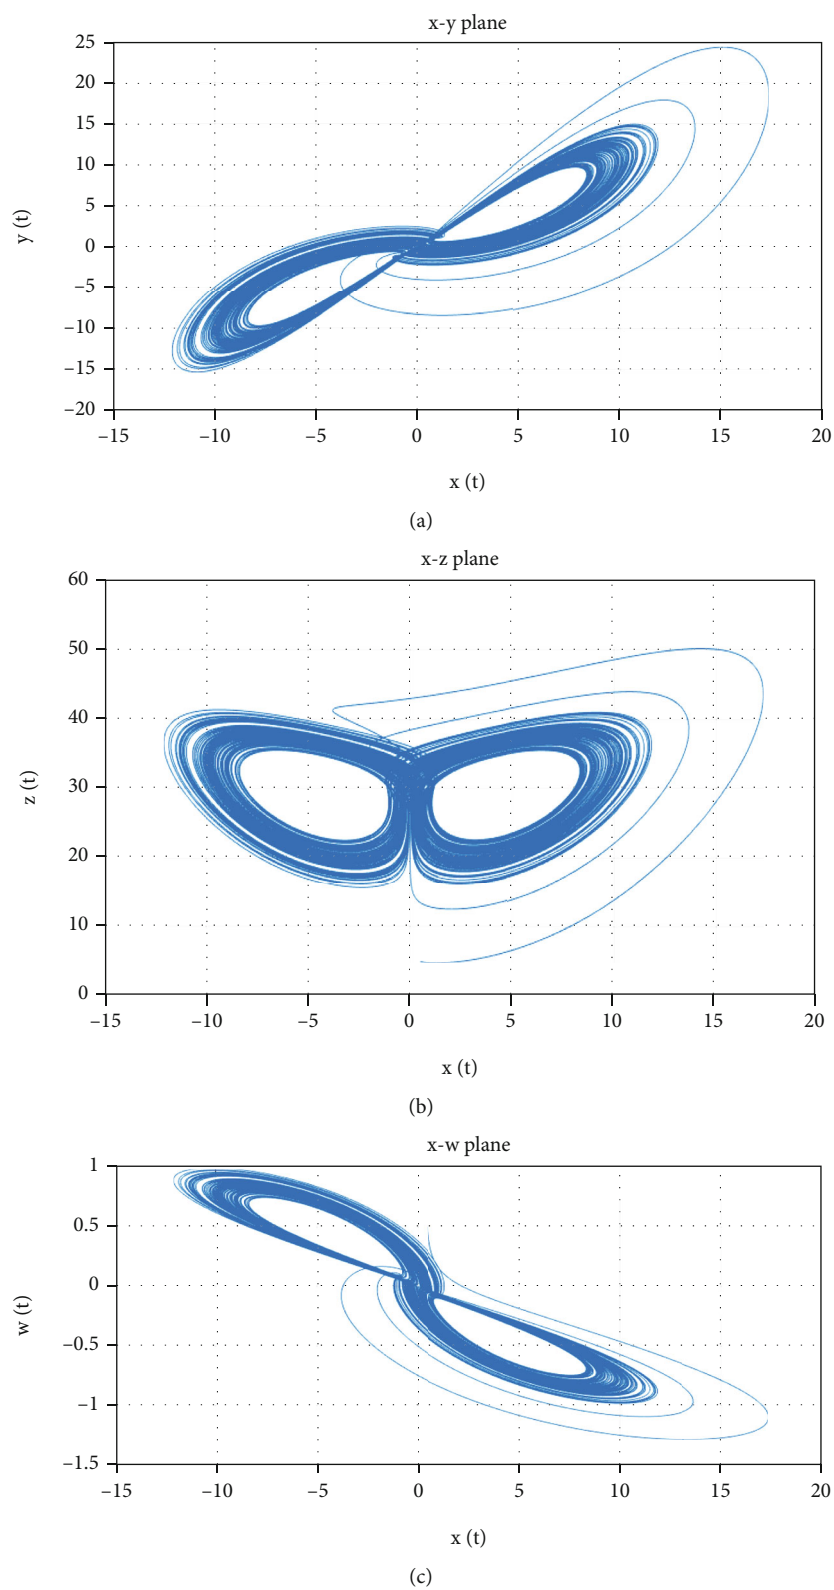 x-y plane
25
20
15
10
5
0
–5
–10
–15
–20
y (t)
–15 –10 –5 0 5 10 15 20
x (t)
(a)
x-z plane
60
50
40
30
20
10
0
z (t)
–15 –10 –5 0 5 10 15 20
x (t)
(b)
x-w plane
1
0.5
0
–0.5
–1
–1.5
w (t)
–15 –10 –5 0 5 10 15 20
x (t)
(c)